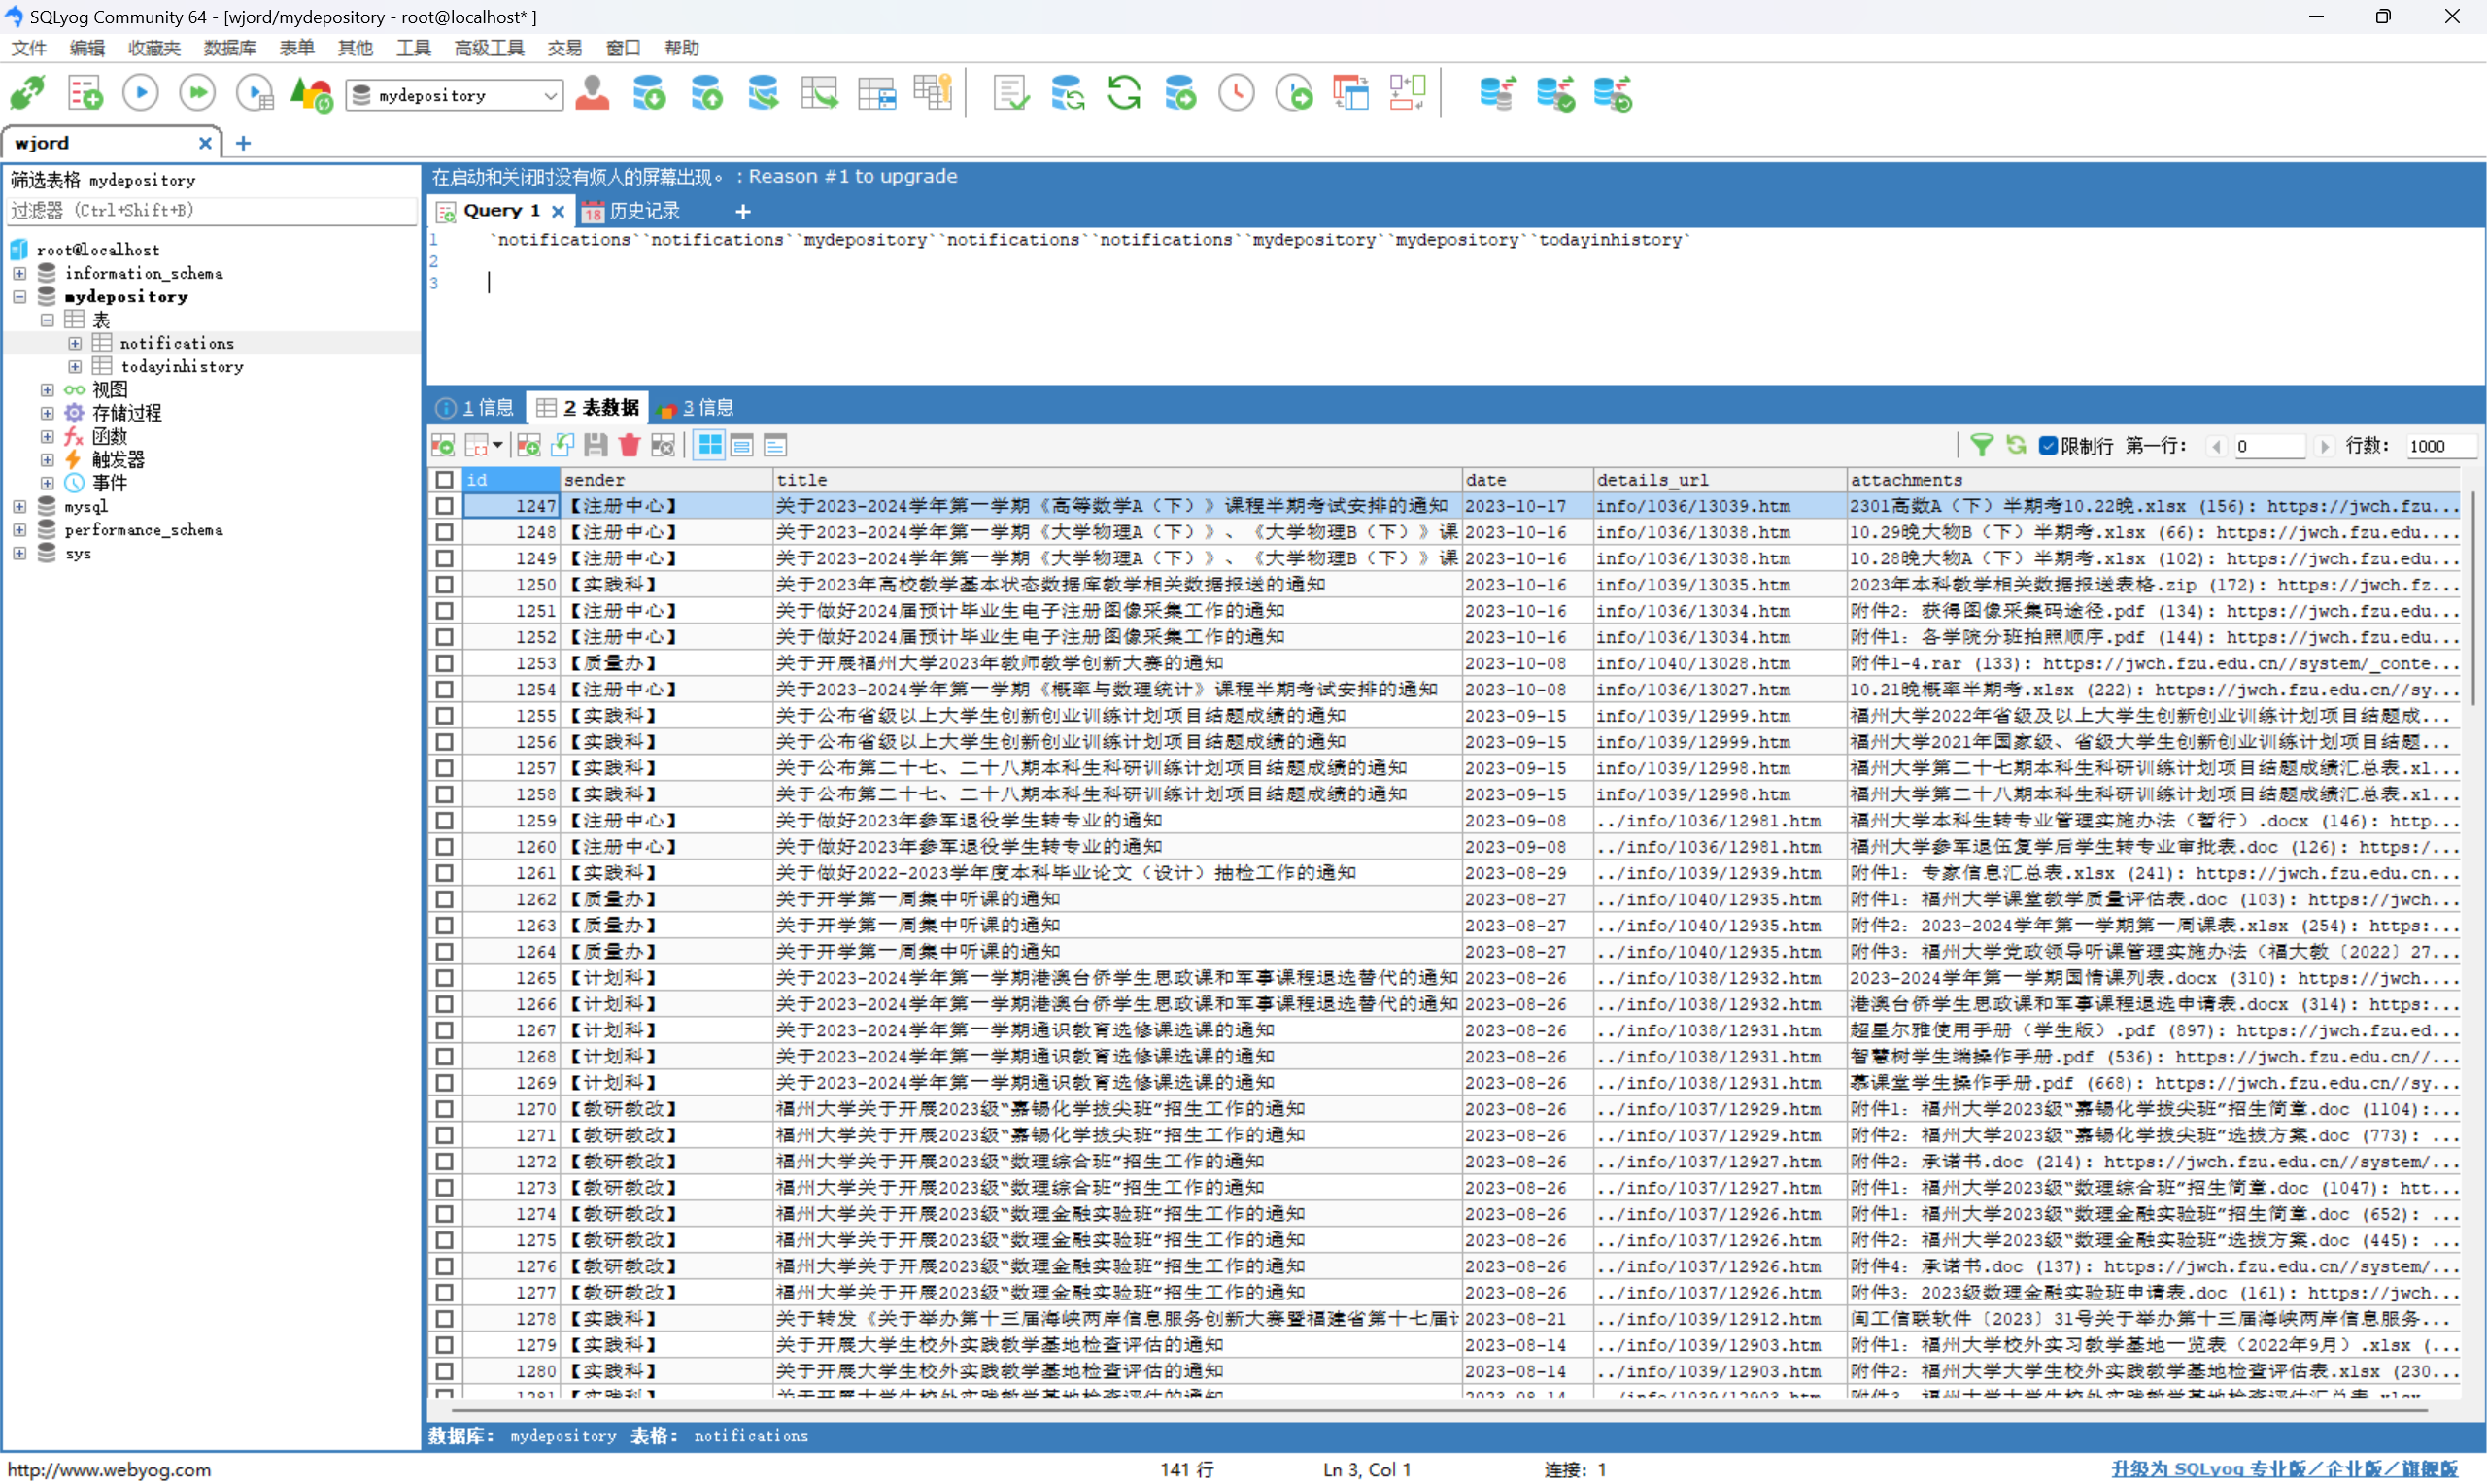 SQLyog Community 64 - [wjord/mydepository - root@localhost* ]
文件 编辑 收藏夹 数据库 表单 其他 工具 高级工具 交易 窗口 帮助
mydepository
wjord
筛选表格 mydepository
过滤器 (Ctrl+Shift+B)
root@localhost
information_schema
mydepository
表
notifications
todayinhistory
视图
存储过程
函数
触发器
事件
mysql
performance_schema
sys
在启动和关闭时没有烦人的屏幕出现。 : Reason #1 to upgrade
Query 1 18 历史记录
1 `notifications``notifications``mydepository``notifications``notifications``mydepository``mydepository``todayinhistory`
2
3
1 信息 2 表数据 3 信息
限制行 第一行: 0 行数: 1000
id sender title date details_url attachments
1247 【注册中心】 关于2023-2024学年第一学期《高等数学A（下）》课程半期考试安排的通知 2023-10-17 info/1036/13039.htm 2301高数A（下）半期考10.22晚.xlsx (156): https://jwch.fzu...
1248 【注册中心】 关于2023-2024学年第一学期《大学物理A（下）》、《大学物理B（下）》课 2023-10-16 info/1036/13038.htm 10.29晚大物B（下）半期考.xlsx (66): https://jwch.fzu.edu....
1249 【注册中心】 关于2023-2024学年第一学期《大学物理A（下）》、《大学物理B（下）》课 2023-10-16 info/1036/13038.htm 10.28晚大物A（下）半期考.xlsx (102): https://jwch.fzu.edu...
1250 【实践科】 关于2023年高校教学基本状态数据库教学相关数据报送的通知 2023-10-16 info/1039/13035.htm 2023年本科教学相关数据报送表格.zip (172): https://jwch.fz...
1251 【注册中心】 关于做好2024届预计毕业生电子注册图像采集工作的通知 2023-10-16 info/1036/13034.htm 附件2: 获得图像采集码途径.pdf (134): https://jwch.fzu.edu...
1252 【注册中心】 关于做好2024届预计毕业生电子注册图像采集工作的通知 2023-10-16 info/1036/13034.htm 附件1: 各学院分班拍照顺序.pdf (144): https://jwch.fzu.edu...
1253 【质量办】 关于开展福州大学2023年教师教学创新大赛的通知 2023-10-08 info/1040/13028.htm 附件1-4.rar (133): https://jwch.fzu.edu.cn//system/_conte...
1254 【注册中心】 关于2023-2024学年第一学期《概率与数理统计》课程半期考试安排的通知 2023-10-08 info/1036/13027.htm 10.21晚概率半期考.xlsx (222): https://jwch.fzu.edu.cn//sy...
1255 【实践科】 关于公布省级以上大学生创新创业训练计划项目结题成绩的通知 2023-09-15 info/1039/12999.htm 福州大学2022年省级及以上大学生创新创业训练计划项目结题成...
1256 【实践科】 关于公布省级以上大学生创新创业训练计划项目结题成绩的通知 2023-09-15 info/1039/12999.htm 福州大学2021年国家级、省级大学生创新创业训练计划项目结题...
1257 【实践科】 关于公布第二十七、二十八期本科生科研训练计划项目结题成绩的通知 2023-09-15 info/1039/12998.htm 福州大学第二十七期本科生科研训练计划项目结题成绩汇总表.xl...
1258 【实践科】 关于公布第二十七、二十八期本科生科研训练计划项目结题成绩的通知 2023-09-15 info/1039/12998.htm 福州大学第二十八期本科生科研训练计划项目结题成绩汇总表.xl...
1259 【注册中心】 关于做好2023年参军退役学生转专业的通知 2023-09-08 ../info/1036/12981.htm 福州大学本科生转专业管理实施办法（暂行）.docx (146): http...
1260 【注册中心】 关于做好2023年参军退役学生转专业的通知 2023-09-08 ../info/1036/12981.htm 福州大学参军退伍复学后学生转专业审批表.doc (126): https:/...
1261 【实践科】 关于做好2022-2023学年度本科毕业论文（设计）抽检工作的通知 2023-08-29 ../info/1039/12939.htm 附件1: 专家信息汇总表.xlsx (241): https://jwch.fzu.edu.cn...
1262 【质量办】 关于开学第一周集中听课的通知 2023-08-27 ../info/1040/12935.htm 附件1: 福州大学课堂教学质量评估表.doc (103): https://jwch...
1263 【质量办】 关于开学第一周集中听课的通知 2023-08-27 ../info/1040/12935.htm 附件2: 2023-2024学年第一学期第一周课表.xlsx (254): https:...
1264 【质量办】 关于开学第一周集中听课的通知 2023-08-27 ../info/1040/12935.htm 附件3: 福州大学党政领导听课管理实施办法（福大教〔2022〕27...
1265 【计划科】 关于2023-2024学年第一学期港澳台侨学生思政课和军事课程退选替代的通知 2023-08-26 ../info/1038/12932.htm 2023-2024学年第一学期国情课列表.docx (310): https://jwch....
1266 【计划科】 关于2023-2024学年第一学期港澳台侨学生思政课和军事课程退选替代的通知 2023-08-26 ../info/1038/12932.htm 港澳台侨学生思政课和军事课程退选申请表.docx (314): https:...
1267 【计划科】 关于2023-2024学年第一学期通识教育选修课选课的通知 2023-08-26 ../info/1038/12931.htm 超星尔雅使用手册（学生版）.pdf (897): https://jwch.fzu.ed...
1268 【计划科】 关于2023-2024学年第一学期通识教育选修课选课的通知 2023-08-26 ../info/1038/12931.htm 智慧树学生端操作手册.pdf (536): https://jwch.fzu.edu.cn//...
1269 【计划科】 关于2023-2024学年第一学期通识教育选修课选课的通知 2023-08-26 ../info/1038/12931.htm 慕课堂学生操作手册.pdf (668): https://jwch.fzu.edu.cn//sy...
1270 【教研教改】 福州大学关于开展2023级“嘉锡化学拔尖班”招生工作的通知 2023-08-26 ../info/1037/12929.htm 附件1: 福州大学2023级“嘉锡化学拔尖班”招生简章.doc (1104):...
1271 【教研教改】 福州大学关于开展2023级“嘉锡化学拔尖班”招生工作的通知 2023-08-26 ../info/1037/12929.htm 附件2: 福州大学2023级“嘉锡化学拔尖班”选拔方案.doc (773): ...
1272 【教研教改】 福州大学关于开展2023级“数理综合班”招生工作的通知 2023-08-26 ../info/1037/12927.htm 附件2: 承诺书.doc (214): https://jwch.fzu.edu.cn//system/...
1273 【教研教改】 福州大学关于开展2023级“数理综合班”招生工作的通知 2023-08-26 ../info/1037/12927.htm 附件1: 福州大学2023级“数理综合班”招生简章.doc (1047): htt...
1274 【教研教改】 福州大学关于开展2023级“数理金融实验班”招生工作的通知 2023-08-26 ../info/1037/12926.htm 附件1: 福州大学2023级“数理金融实验班”招生简章.doc (652): ...
1275 【教研教改】 福州大学关于开展2023级“数理金融实验班”招生工作的通知 2023-08-26 ../info/1037/12926.htm 附件2: 福州大学2023级“数理金融实验班”选拔方案.doc (445): ...
1276 【教研教改】 福州大学关于开展2023级“数理金融实验班”招生工作的通知 2023-08-26 ../info/1037/12926.htm 附件4: 承诺书.doc (137): https://jwch.fzu.edu.cn//system/...
1277 【教研教改】 福州大学关于开展2023级“数理金融实验班”招生工作的通知 2023-08-26 ../info/1037/12926.htm 附件3: 2023级数理金融实验班申请表.doc (161): https://jwch...
1278 【实践科】 关于转发《关于举办第十三届海峡两岸信息服务创新大赛暨福建省第十七届 2023-08-21 ../info/1039/12912.htm 闽工信联软件〔2023〕31号关于举办第十三届海峡两岸信息服务...
1279 【实践科】 关于开展大学生校外实践教学基地检查评估的通知 2023-08-14 ../info/1039/12903.htm 附件1: 福州大学校外实习教学基地一览表（2022年9月）.xlsx (...
1280 【实践科】 关于开展大学生校外实践教学基地检查评估的通知 2023-08-14 ../info/1039/12903.htm 附件2: 福州大学大学生校外实践教学基地检查评估表.xlsx (230...
1281 【实践科】 关于开展大学生校外实践教学基地检查评估的通知 2023-08-14 ../info/1039/12903.htm
数据库: mydepository 表格: notifications
http://www.webyog.com 141 行 Ln 3, Col 1 连接: 1 升级为 SQLyog 专业版/企业版/旗舰版